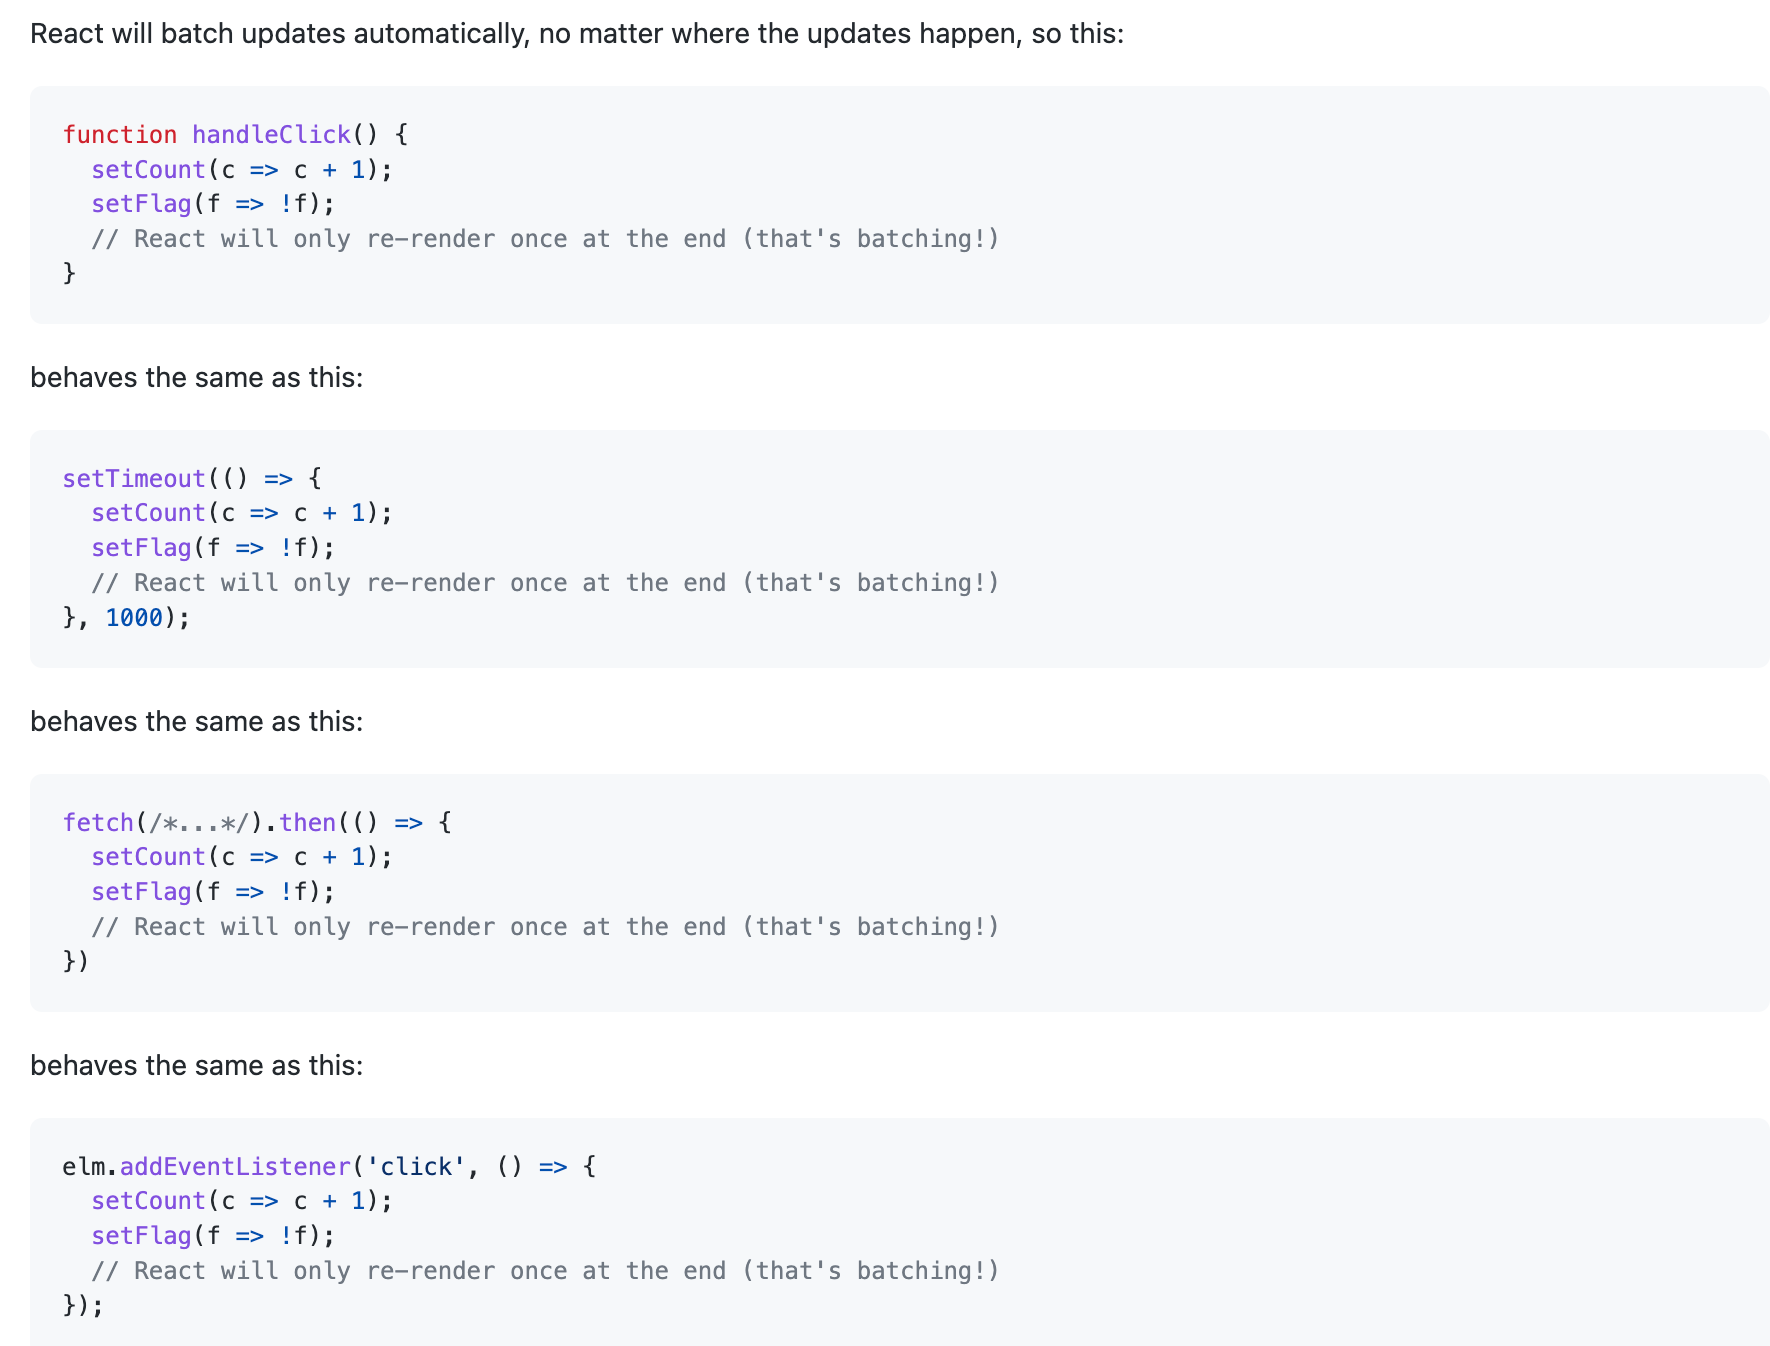 React will batch updates automatically, no matter where the updates happen, so this:
function handleClick() {
  setCount(c => c + 1);
  setFlag(f => !f);
  // React will only re-render once at the end (that's batching!)
}
behaves the same as this:
setTimeout(() => {
  setCount(c => c + 1);
  setFlag(f => !f);
  // React will only re-render once at the end (that's batching!)
}, 1000);
behaves the same as this:
fetch(/*...*/).then(() => {
  setCount(c => c + 1);
  setFlag(f => !f);
  // React will only re-render once at the end (that's batching!)
})
behaves the same as this:
elm.addEventListener('click', () => {
  setCount(c => c + 1);
  setFlag(f => !f);
  // React will only re-render once at the end (that's batching!)
});